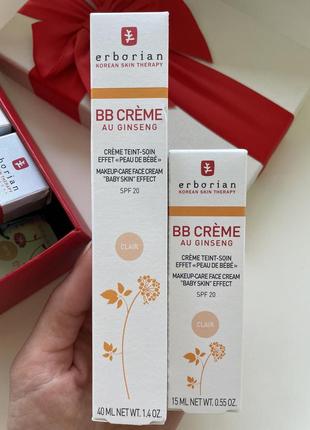 erborian
KOREAN SKIN THERAPY
BB CRÈME
AU GINSENG
CRÈME TEINT-SOIN
EFFET «PEAU DE BÉBÉ»
MAKEUP-CARE FACE CREAM
"BABY SKIN" EFFECT
SPF 20
CLAIR
40 ML NET WT. 1.4 OZ.
erborian
KOREAN SKIN THERAPY
BB CRÈME
AU GINSENG
CRÈME TEINT-SOIN
EFFET «PEAU DE BÉBÉ»
MAKEUP-CARE FACE CREAM
"BABY SKIN" EFFECT
SPF 20
CLAIR
15 ML NET WT. 0.55 OZ.